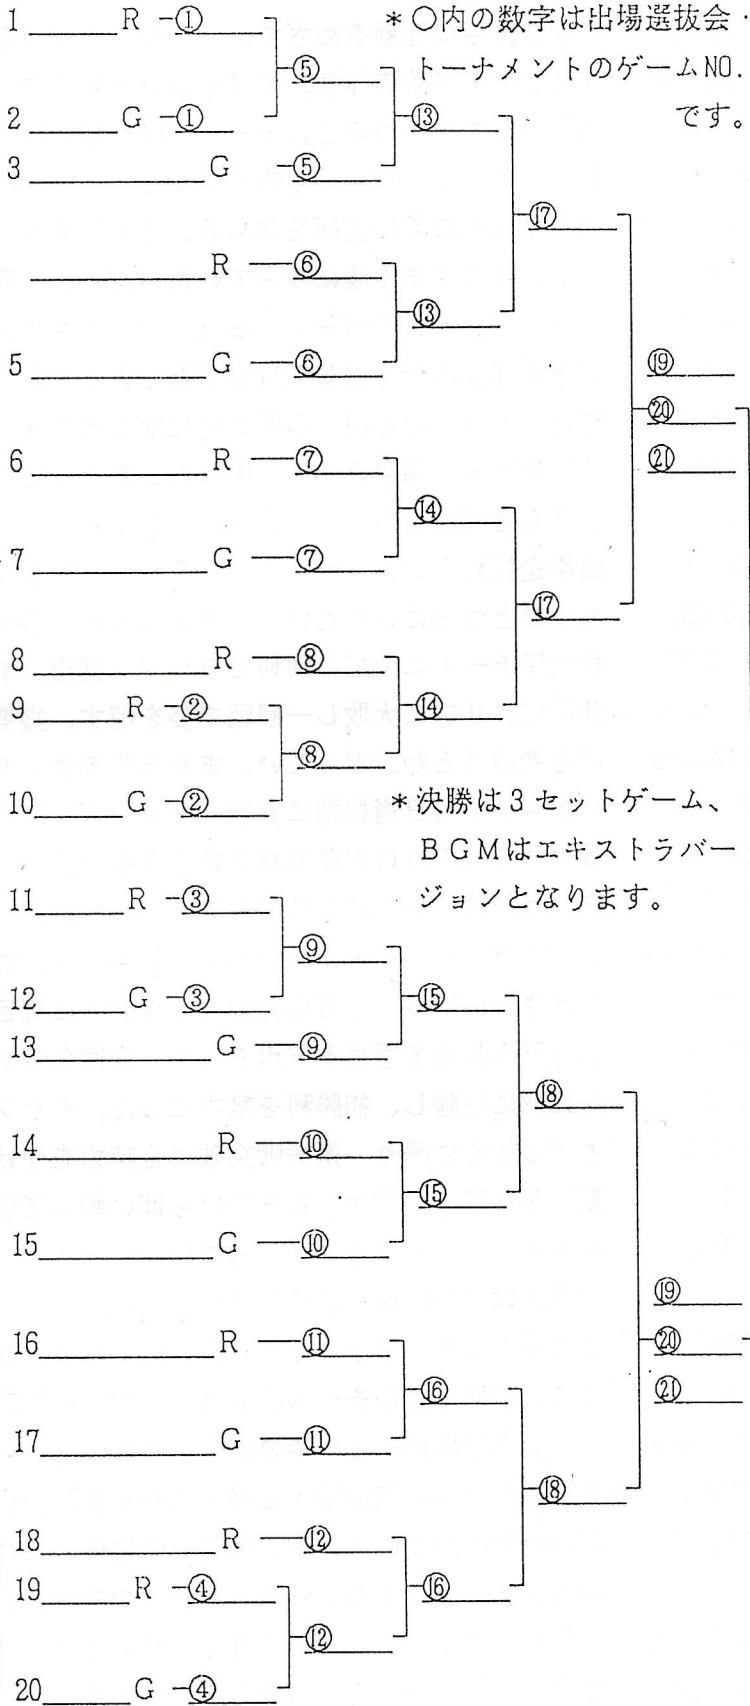 1 R ①
*○内の数字は出場選抜会・
⑤
トーナメントのゲームNO.
2 G ①
⑬
です。
3 G ⑤
⑰
R ⑥
⑬
5 G ⑥
⑲
⑳
6 R ⑦
㉑
⑭
7 G ⑦
⑰
8 R ⑧
9 R ②
⑭
⑧
10 G ②
*決勝は3セットゲーム、
BGMはエキストラバー
11 R ③
ジョンとなります。
⑨
12 G ③
⑮
13 G ⑨
⑱
14 R ⑩
⑮
15 G ⑩
⑲
16 R ⑪
⑳
⑯
㉑
17 G ⑪
⑱
18 R ⑫
19 R ④
⑯
⑫
20 G ④